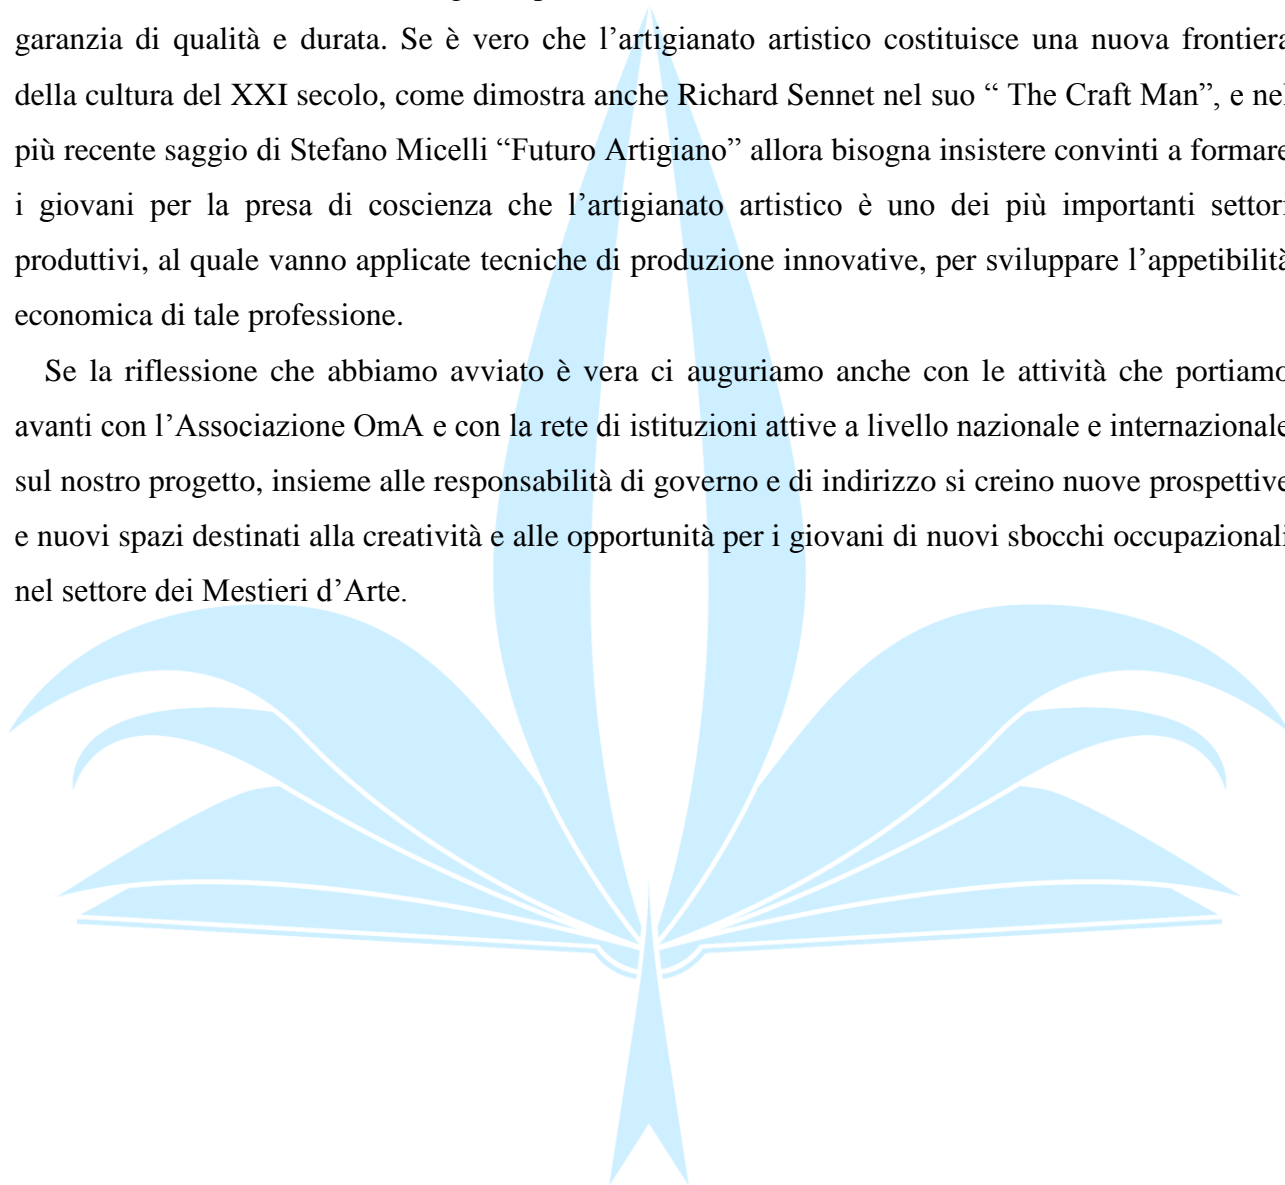 garanzia di qualità e durata. Se è vero che l’artigianato artistico costituisce una nuova frontiera
della cultura del XXI secolo, come dimostra anche Richard Sennet nel suo “ The Craft Man”, e nel
più recente saggio di Stefano Micelli “Futuro Artigiano” allora bisogna insistere convinti a formare
i giovani per la presa di coscienza che l’artigianato artistico è uno dei più importanti settori
produttivi, al quale vanno applicate tecniche di produzione innovative, per sviluppare l’appetibilità
economica di tale professione.
Se la riflessione che abbiamo avviato è vera ci auguriamo anche con le attività che portiamo
avanti con l’Associazione OmA e con la rete di istituzioni attive a livello nazionale e internazionale
sul nostro progetto, insieme alle responsabilità di governo e di indirizzo si creino nuove prospettive
e nuovi spazi destinati alla creatività e alle opportunità per i giovani di nuovi sbocchi occupazionali
nel settore dei Mestieri d’Arte.